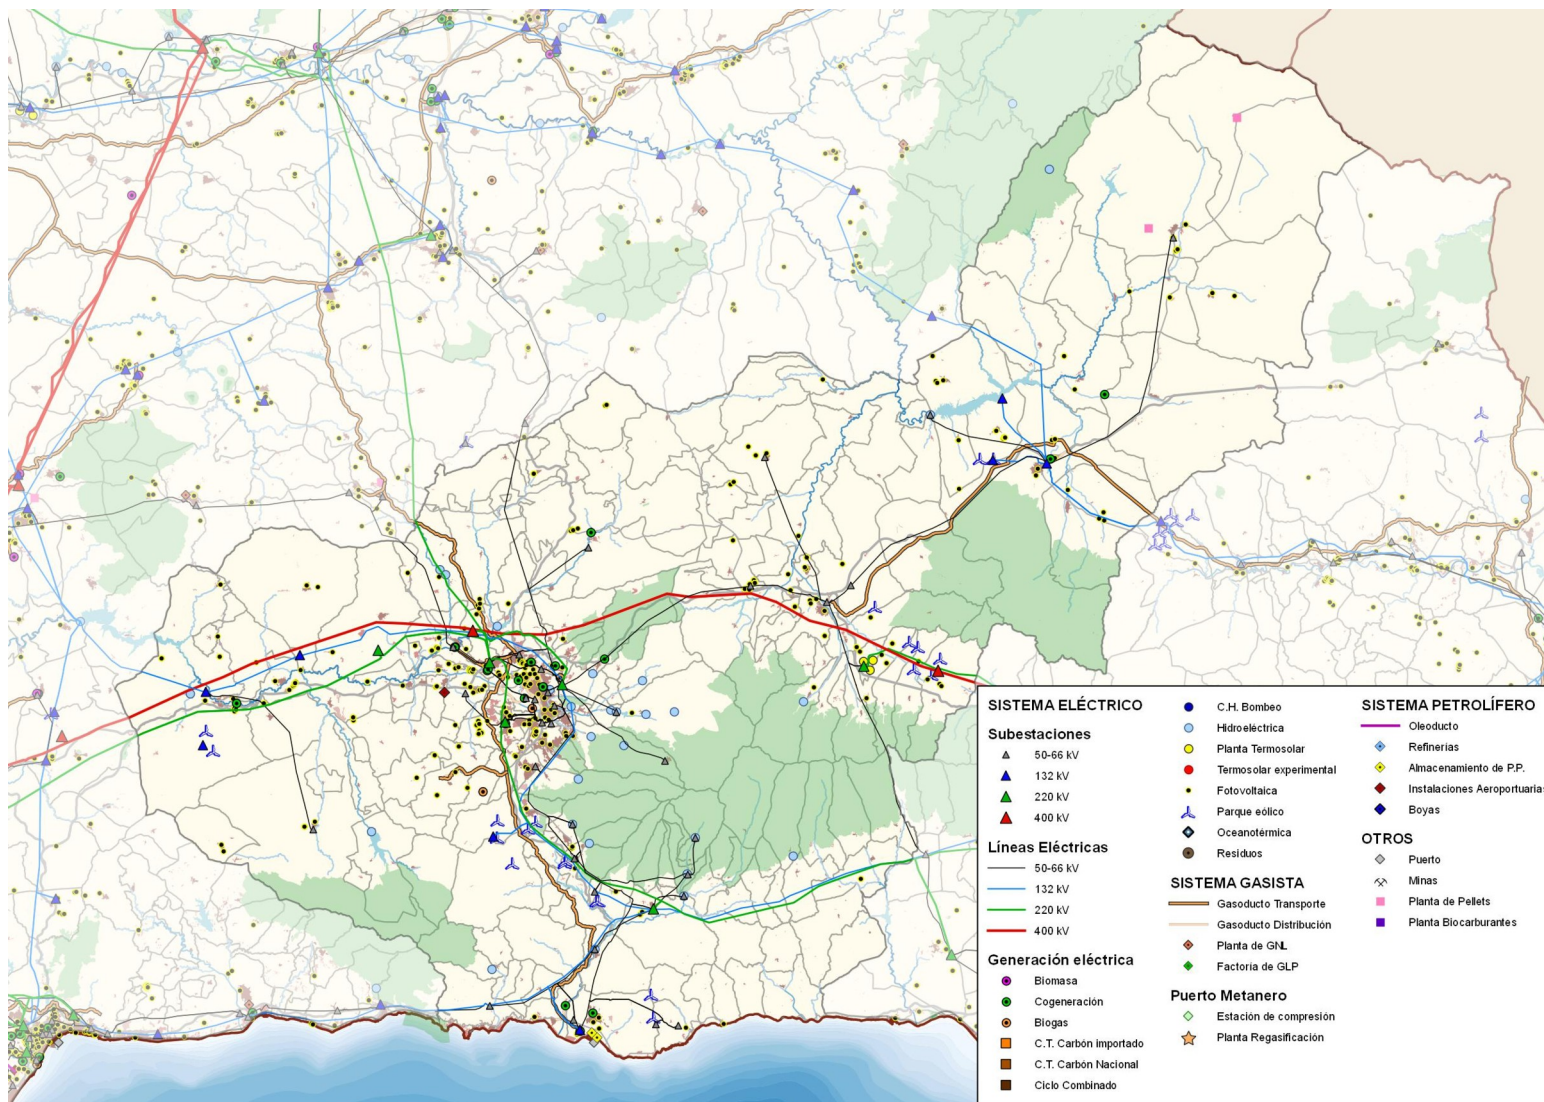 SISTEMA ELÉCTRICO
Subestaciones
50-66 kV
132 kV
220 kV
400 kV
Líneas Eléctricas
50-66 kV
132 kV
220 kV
400 kV
Generación eléctrica
Biomasa
Cogeneración
Biogas
C.T. Carbón importado
C.T. Carbón Nacional
Ciclo Combinado
C.H. Bombeo
Hidroeléctrica
Planta Termosolar
Termosolar experimental
Fotovoltaica
Parque eólico
Oceanotérmica
Residuos
SISTEMA GASISTA
Gasoducto Transporte
Gasoducto Distribución
Planta de GNL
Factoría de GLP
Puerto Metanero
Estación de compresión
Planta Regasificación
SISTEMA PETROLÍFERO
Oleoducto
Refinerías
Almacenamiento de P.P.
Instalaciones Aeroportuarias
Boyas
OTROS
Puerto
Minas
Planta de Pellets
Planta Biocarburantes